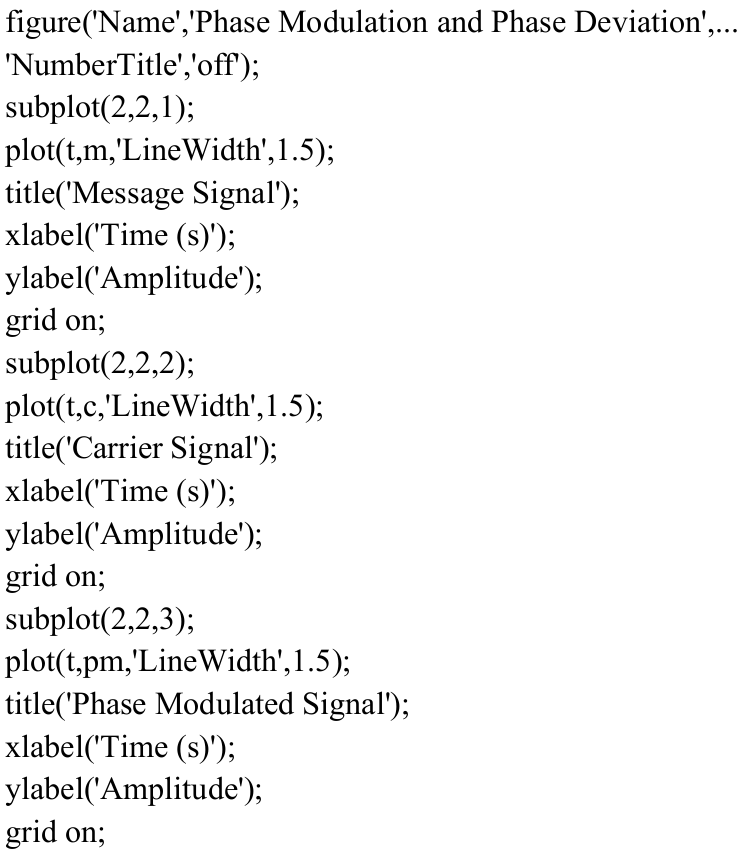 figure('Name','Phase Modulation and Phase Deviation',...
'NumberTitle','off');
subplot(2,2,1);
plot(t,m,'LineWidth',1.5);
title('Message Signal');
xlabel('Time (s)');
ylabel('Amplitude');
grid on;
subplot(2,2,2);
plot(t,c,'LineWidth',1.5);
title('Carrier Signal');
xlabel('Time (s)');
ylabel('Amplitude');
grid on;
subplot(2,2,3);
plot(t,pm,'LineWidth',1.5);
title('Phase Modulated Signal');
xlabel('Time (s)');
ylabel('Amplitude');
grid on;